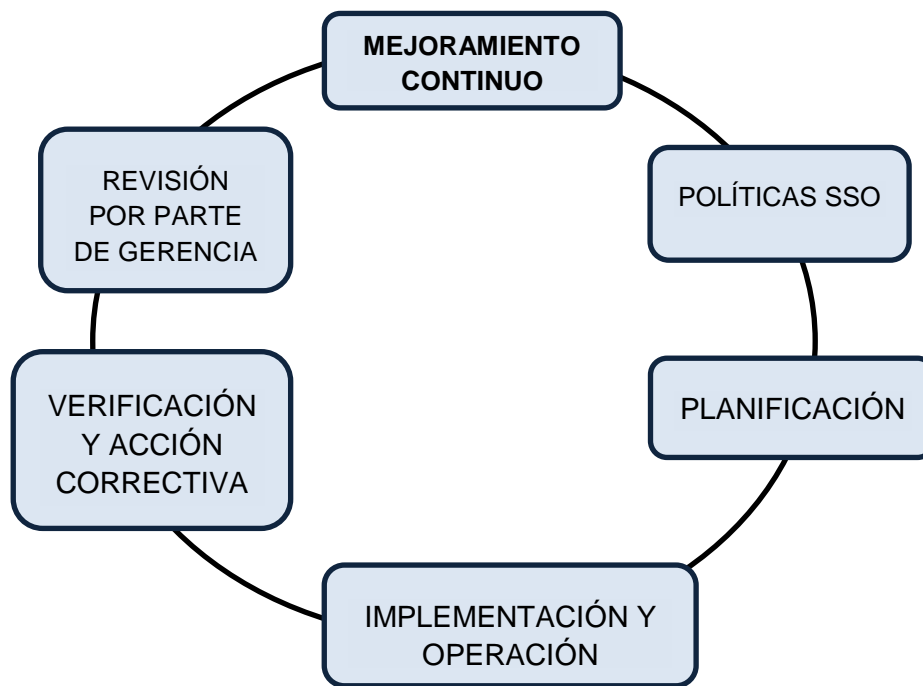 MEJORAMIENTO
CONTINUO
POLÍTICAS SSO
PLANIFICACIÓN
IMPLEMENTACIÓN Y
OPERACIÓN
VERIFICACIÓN
Y ACCIÓN
CORRECTIVA
REVISIÓN
POR PARTE
DE GERENCIA